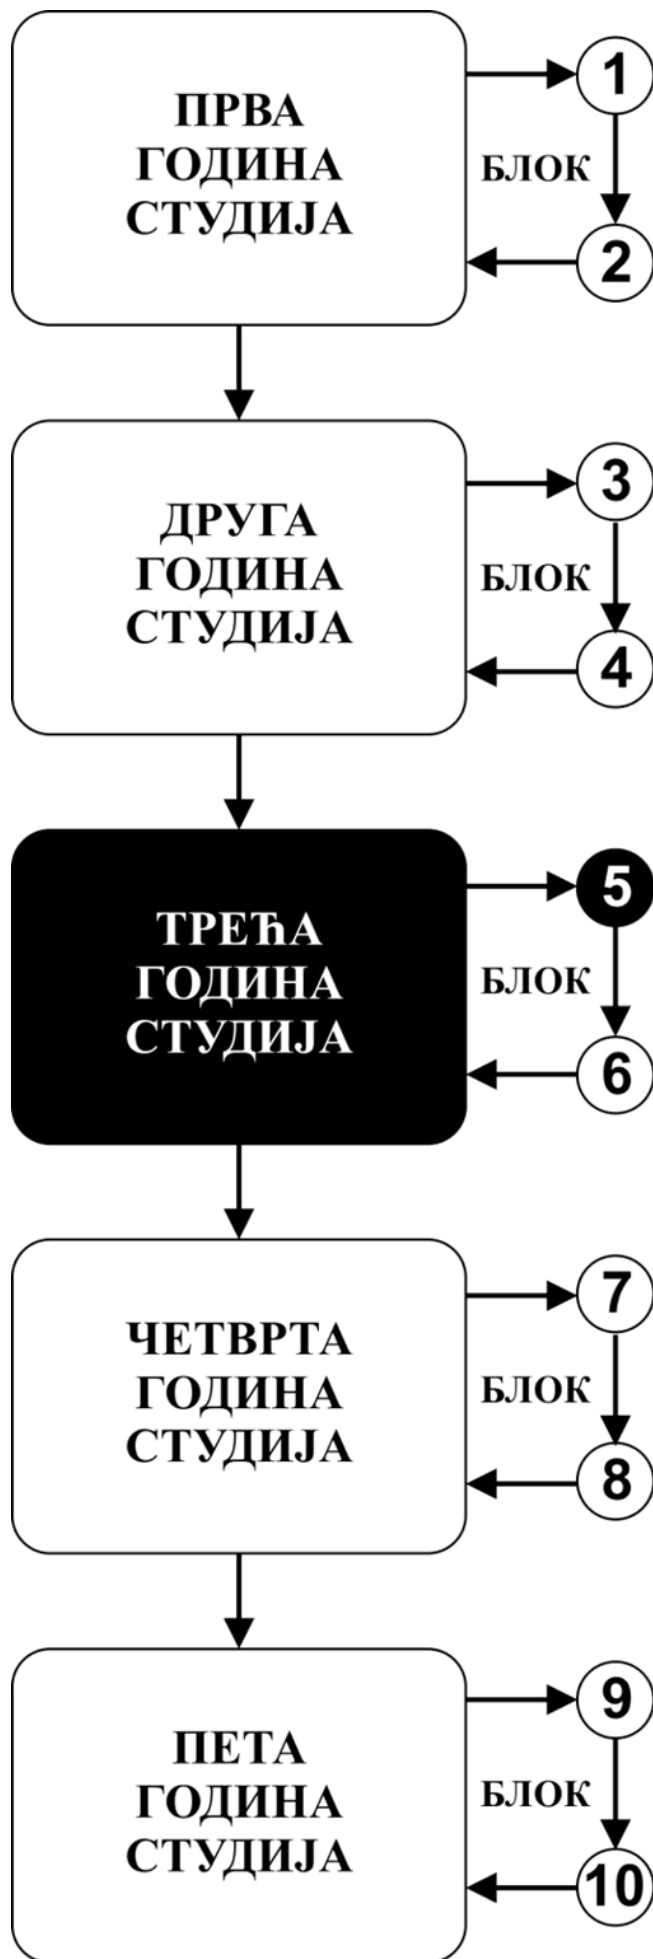 ПРВА
ГОДИНА
СТУДИЈА
1
БЛОК
2
ДРУГА
ГОДИНА
СТУДИЈА
3
БЛОК
4
ТРЕЋА
ГОДИНА
СТУДИЈА
5
БЛОК
6
ЧЕТВРТА
ГОДИНА
СТУДИЈА
7
БЛОК
8
ПЕТА
ГОДИНА
СТУДИЈА
9
БЛОК
10